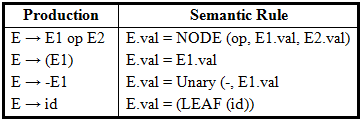 Production Semantic Rule
E → E1 op E2 E.val = NODE (op, E1.val, E2.val)
E → (E1) E.val = E1.val
E → -E1 E.val = Unary (-, E1.val
E → id E.val = (LEAF (id))